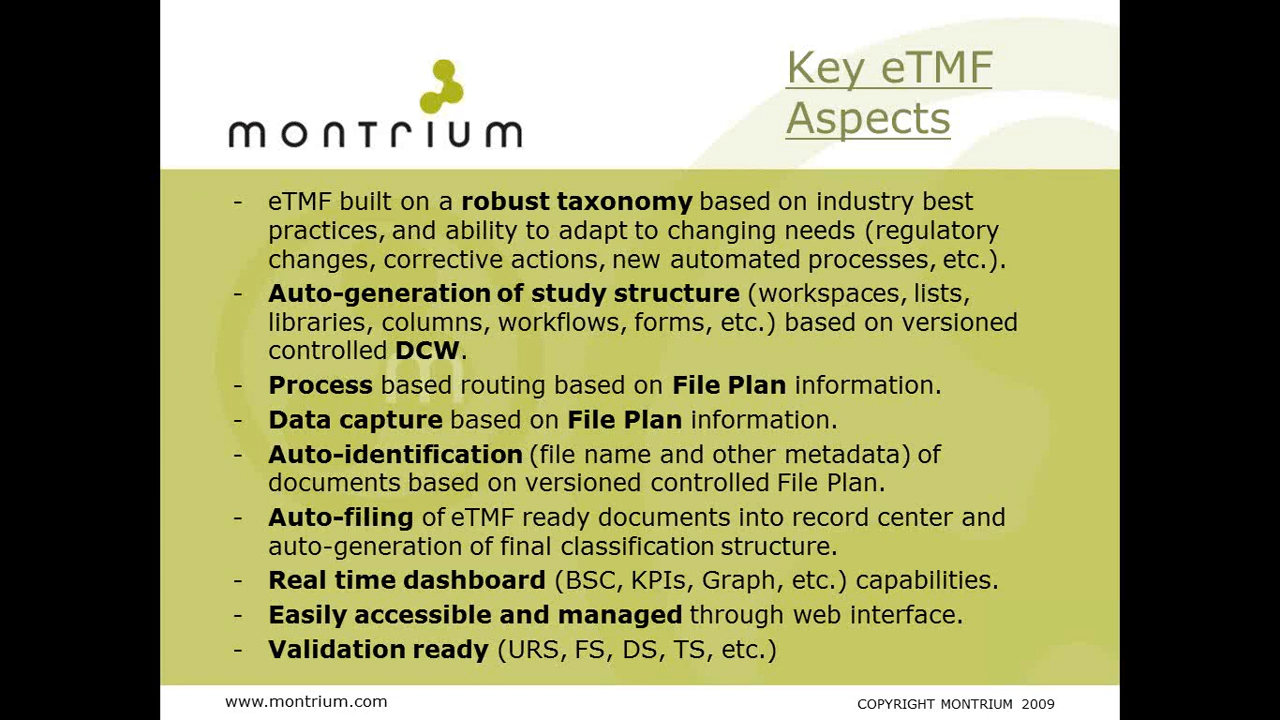 montrium
Key eTMF
Aspects
- eTMF built on a robust taxonomy based on industry best
practices, and ability to adapt to changing needs (regulatory
changes, corrective actions, new automated processes, etc.).
- Auto-generation of study structure (workspaces, lists,
libraries, columns, workflows, forms, etc.) based on versioned
controlled DCW.
- Process based routing based on File Plan information.
- Data capture based on File Plan information.
- Auto-identification (file name and other metadata) of
documents based on versioned controlled File Plan.
- Auto-filing of eTMF ready documents into record center and
auto-generation of final classification structure.
- Real time dashboard (BSC, KPIs, Graph, etc.) capabilities.
- Easily accessible and managed through web interface.
- Validation ready (URS, FS, DS, TS, etc.)
www.montrium.com
COPYRIGHT MONTRIUM 2009